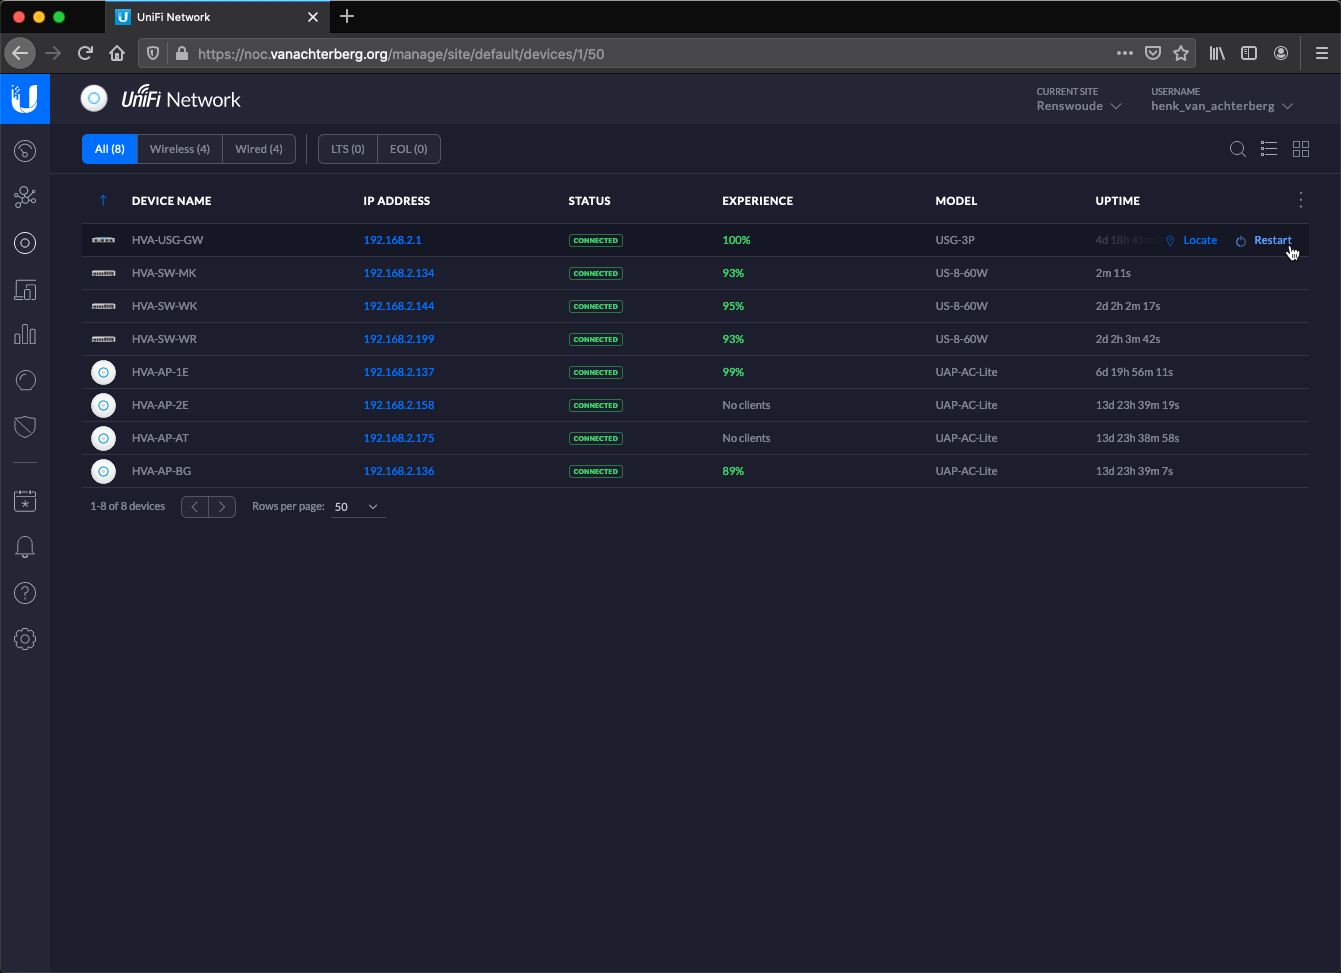 UniFi Network
https://noc.vanachterberg.org/manage/site/default/devices/1/50
UniFi Network
CURRENT SITE
Renswoude
USERNAME
henk_van_achterberg
All (8) Wireless (4) Wired (4) LTS (0) EOL (0)
DEVICE NAME IP ADDRESS STATUS EXPERIENCE MODEL UPTIME
HVA-USG-GW 192.168.2.1 CONNECTED 100% USG-3P 4d 18h 41m Locate Restart
HVA-SW-MK 192.168.2.134 CONNECTED 93% US-8-60W 2m 11s
HVA-SW-WK 192.168.2.144 CONNECTED 95% US-8-60W 2d 2h 2m 17s
HVA-SW-WR 192.168.2.199 CONNECTED 93% US-8-60W 2d 2h 3m 42s
HVA-AP-1E 192.168.2.137 CONNECTED 99% UAP-AC-Lite 6d 19h 56m 11s
HVA-AP-2E 192.168.2.158 CONNECTED No clients UAP-AC-Lite 13d 23h 39m 19s
HVA-AP-AT 192.168.2.175 CONNECTED No clients UAP-AC-Lite 13d 23h 38m 58s
HVA-AP-BG 192.168.2.136 CONNECTED 89% UAP-AC-Lite 13d 23h 39m 7s
1-8 of 8 devices Rows per page: 50